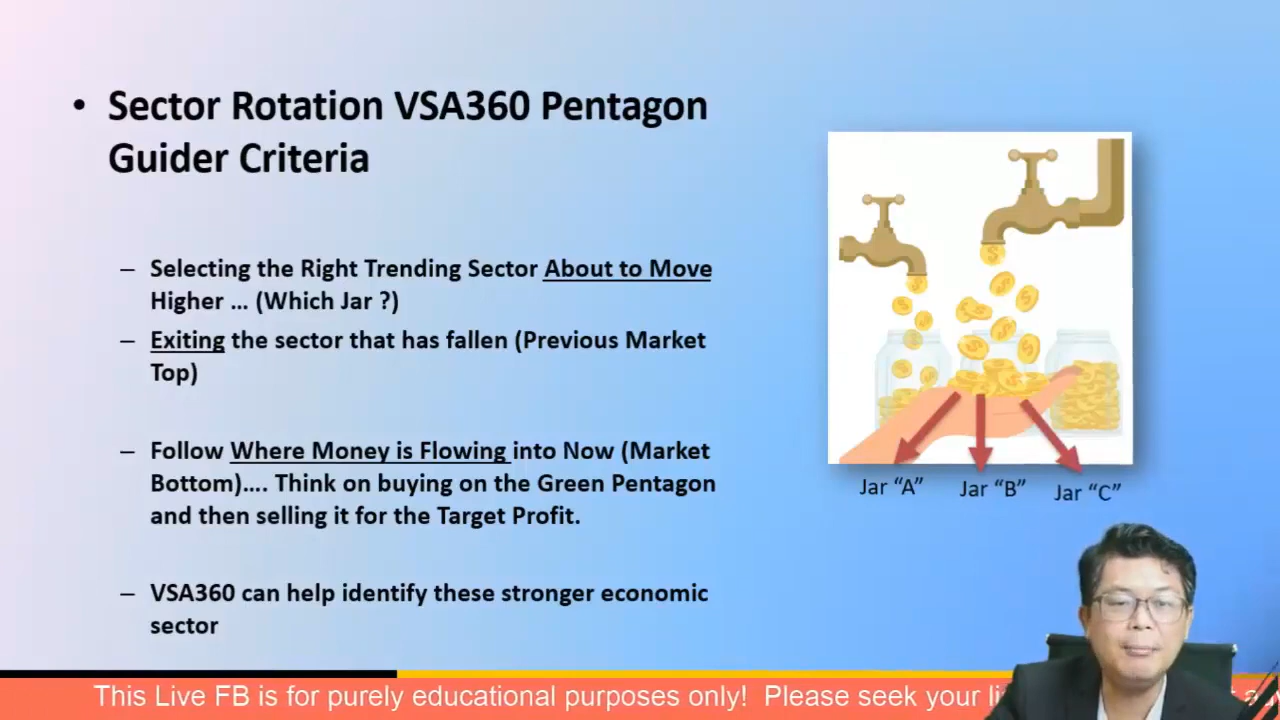 • Sector Rotation VSA360 Pentagon
Guider Criteria
– Selecting the Right Trending Sector About to Move
Higher ... (Which Jar ?)
– Exiting the sector that has fallen (Previous Market
Top)
– Follow Where Money is Flowing into Now (Market
Bottom).... Think on buying on the Green Pentagon
and then selling it for the Target Profit.
– VSA360 can help identify these stronger economic
sector
Jar “A”
Jar “B”
Jar “C”
This Live FB is for purely educational purposes only! Please seek your